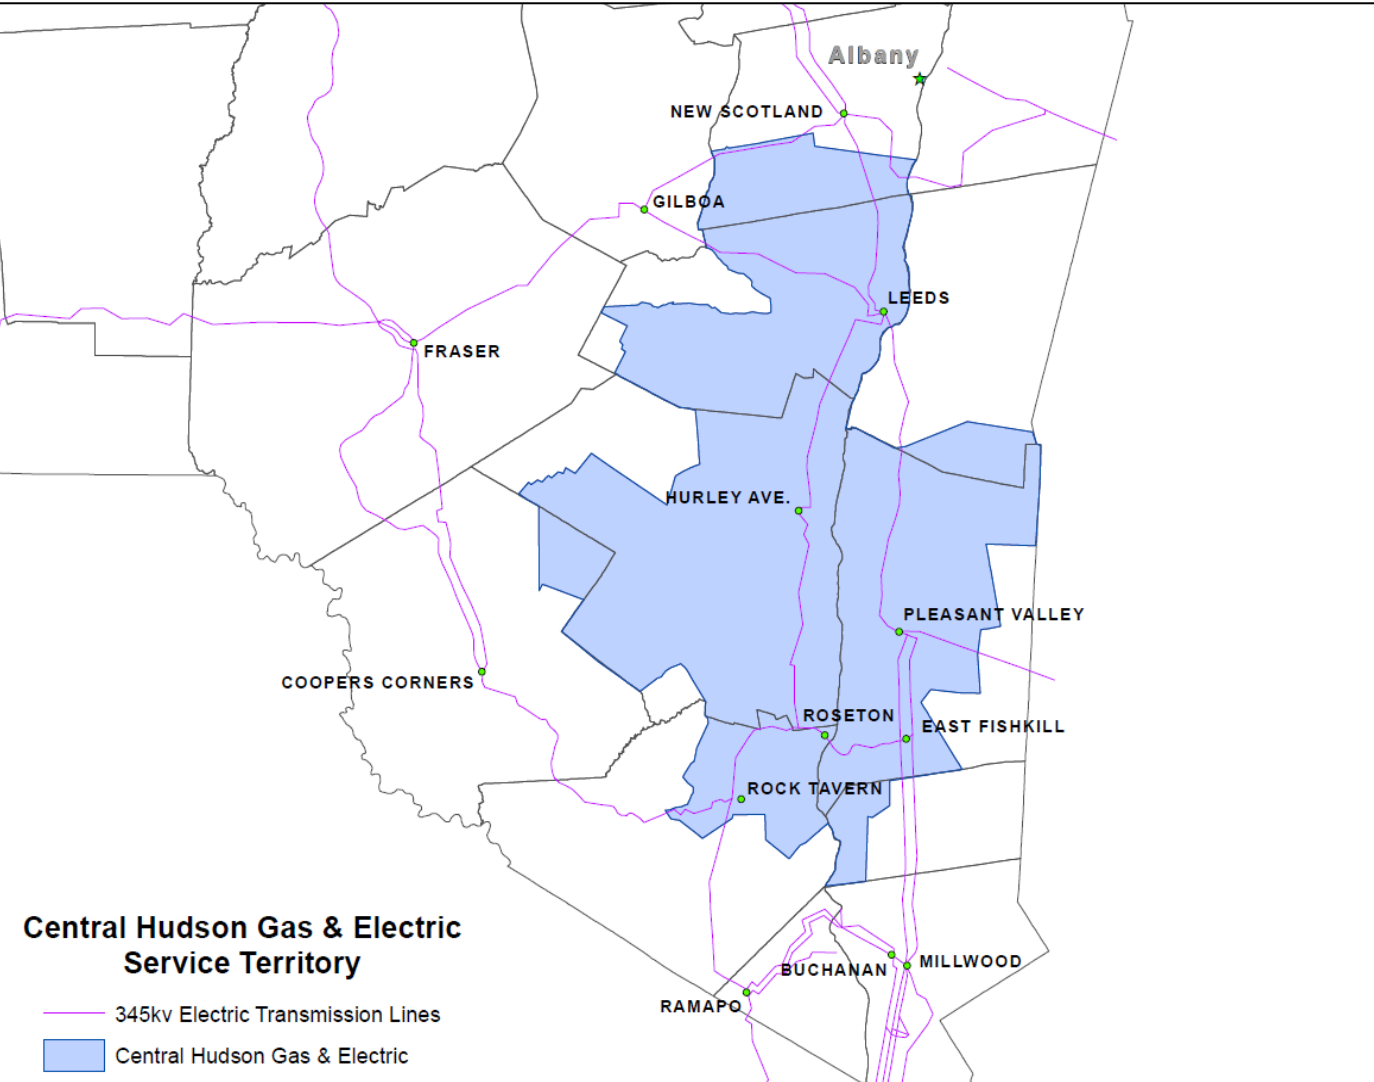 Albany
NEW SCOTLAND
GILBOA
LEEDS
FRASER
HURLEY AVE.
PLEASANT VALLEY
COOPERS CORNERS
ROSETON
EAST FISHKILL
ROCK TAVERN
Central Hudson Gas & Electric
Service Territory
BUCHANAN
MILLWOOD
RAMAPO
345kv Electric Transmission Lines
Central Hudson Gas & Electric